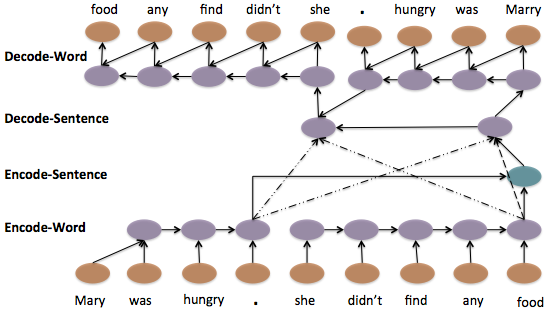 food any find didn't she . hungry was Marry
Decode-Word
Decode-Sentence
Encode-Sentence
Encode-Word
Mary was hungry . she didn't find any food